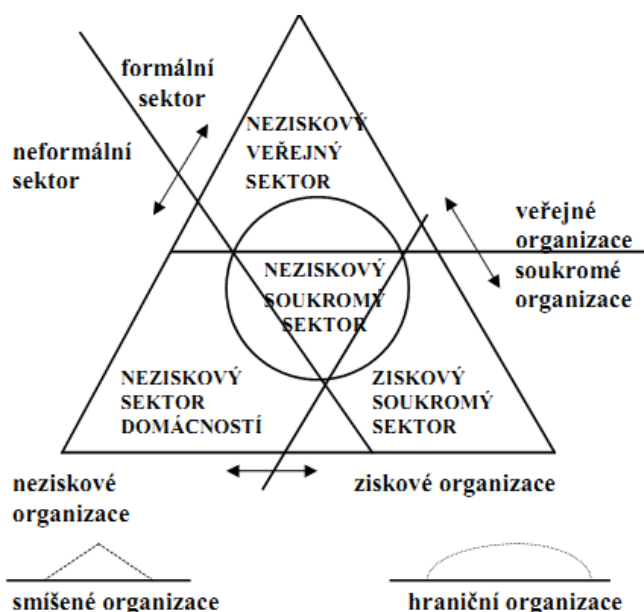 formální
sektor
neformální
sektor
NEZISKOVÝ
VEŘEJNÝ
SEKTOR
veřejné
organizace
soukromé
organizace
NEZISKOVÝ
SOUKROMÝ
SEKTOR
NEZISKOVÝ
SEKTOR
DOMÁCNOSTÍ
ZISKOVÝ
SOUKROMÝ
SEKTOR
neziskové
organizace
ziskové organizace
smíšené organizace
hraniční organizace